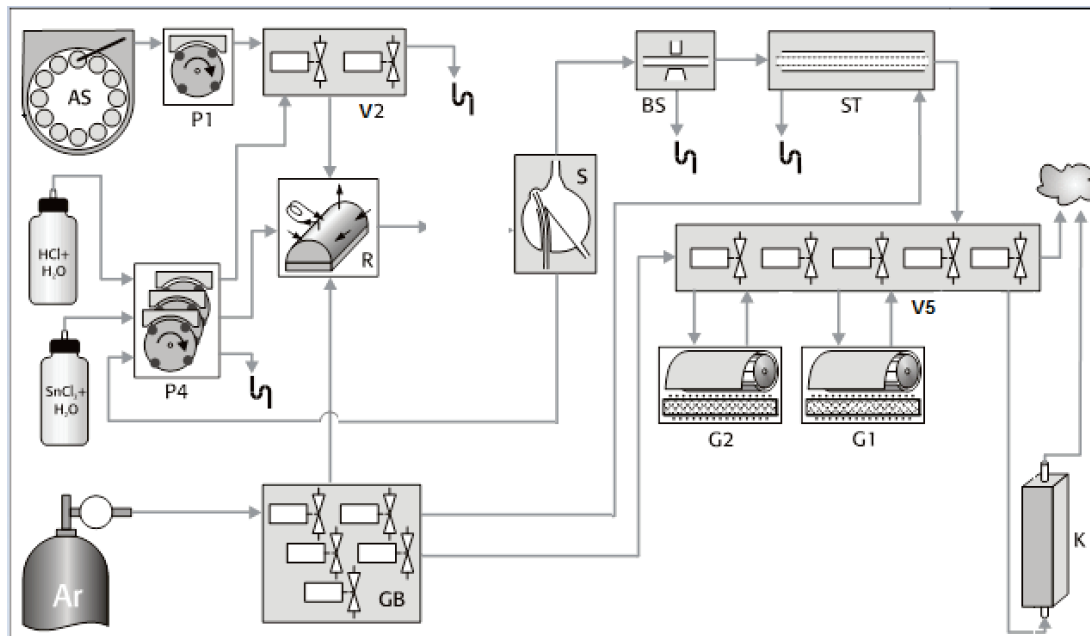 AS
P1
V2
BS
ST
S
HCl+
H₂O
R
SnCl₂+
H₂O
P4
V5
G2
G1
Ar
GB
K